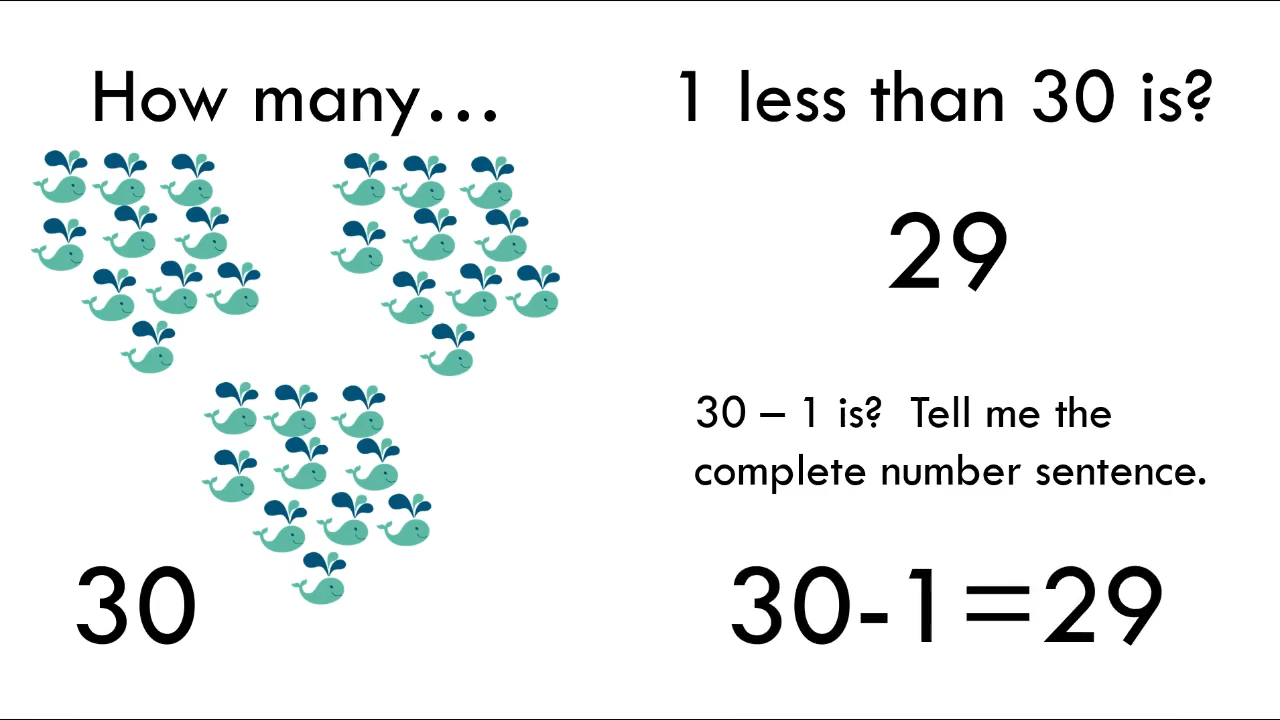 How many…
30
1 less than 30 is?
29
30 – 1 is?  Tell me the
complete number sentence.
30-1=29